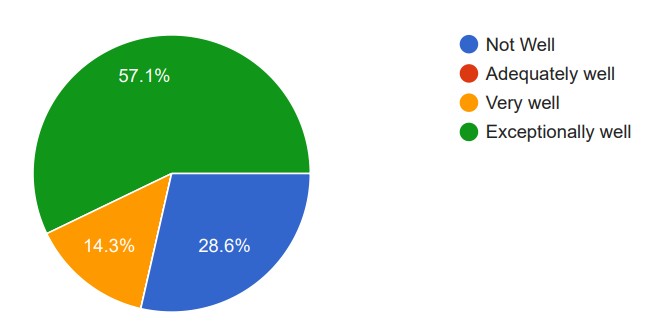 57.1%
14.3%
28.6%
Not Well
Adequately well
Very well
Exceptionally well